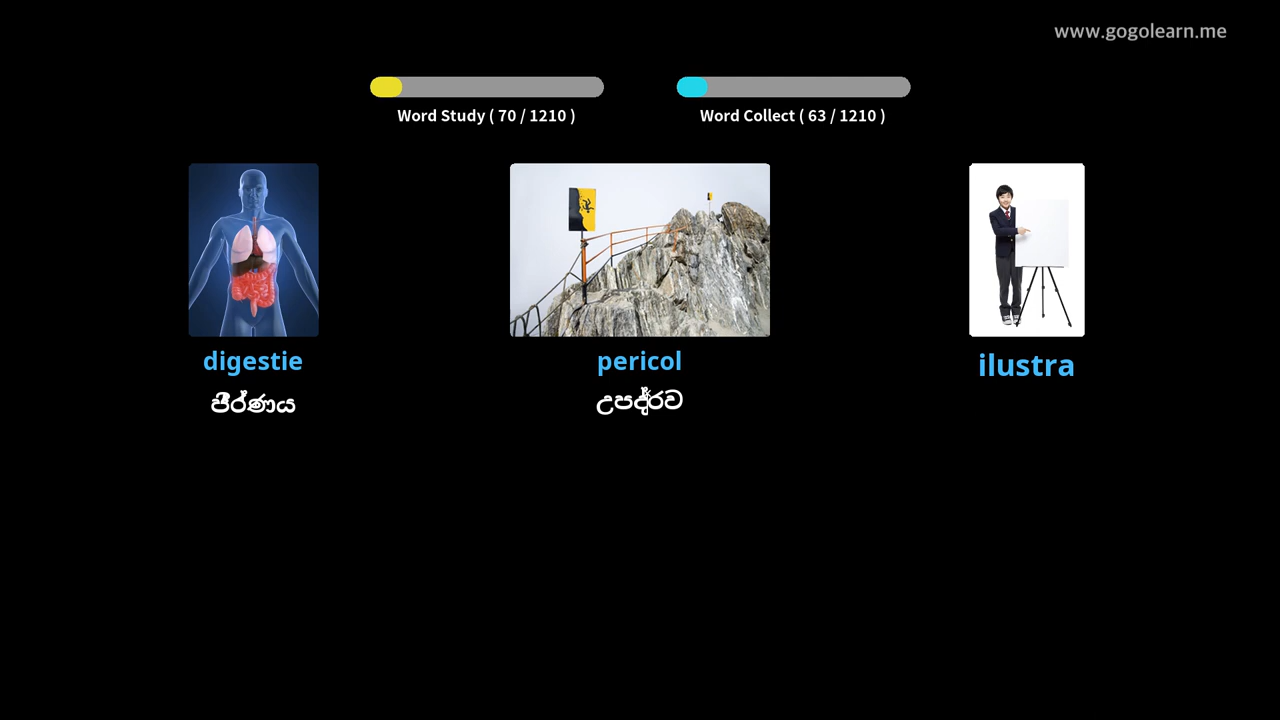 www.gogolearn.me
Word Study ( 70 / 1210 )
Word Collect ( 63 / 1210 )
digestie
pericol
ilustra
ජීර්ණය
උපද්රව